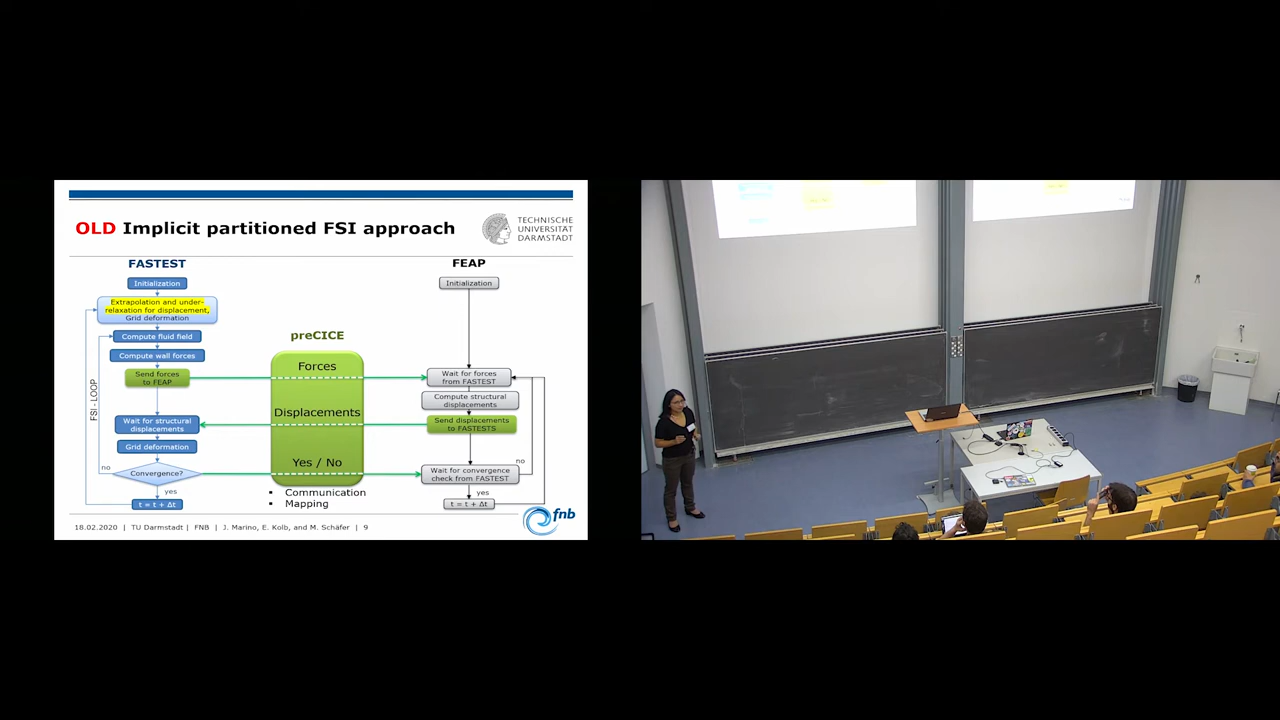 OLD Implicit partitioned FSI approach
TECHNISCHE
UNIVERSITÄT
DARMSTADT
FASTEST
FEAP
Initialization
Initialization
Extrapolation and under-
relaxation for displacement,
Grid deformation
Compute fluid field
preCICE
Compute wall forces
Forces
Send forces
to FEAP
Wait for forces
from FASTEST
FSI - LOOP
Compute structural
displacements
Displacements
Wait for structural
displacements
Send displacements
to FASTESTS
Grid deformation
Yes / No
no
no
Convergence?
Wait for convergence
check from FASTEST
yes
yes
▪ Communication
▪ Mapping
t = t + Δt
t = t + Δt
18.02.2020 | TU Darmstadt | FNB | J. Marino, E. Kolb, and M. Schäfer | 9
fnb